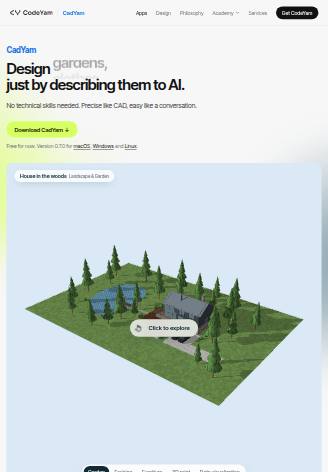 CodeYam CadYam Apps Design Philosophy Academy Services Get CodeYam
CadYam
Design gardens,
just by describing them to AI.
No technical skills needed. Precise like CAD, easy like a conversation.
Download CadYam ↓
Free for now. Version 0.7.0 for macOS, Windows and Linux.
House in the woods Landscape & Garden
Click to explore